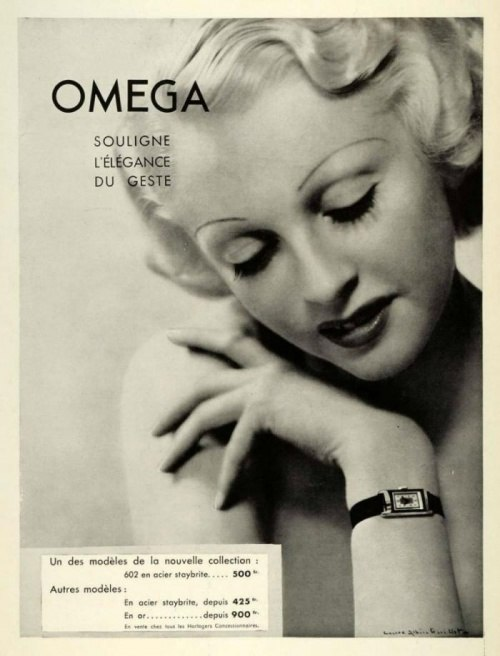 OMEGA
SOULIGNE
L'ÉLÉGANCE
DU GESTE
Un des modèles de la nouvelle collection :
602 en acier staybrite..... 500 fr.
Autres modèles :
En acier staybrite, depuis 425 fr.
En or.............depuis 900 fr.
En vente chez tous les Horlogers Concessionnaires.